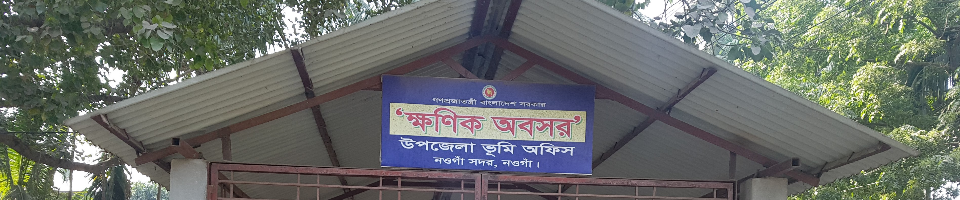 গণপ্রজাতন্ত্রী বাংলাদেশ সরকার
‘ক্ষণিক অবসর’
উপজেলা ভূমি অফিস
নওগাঁ সদর, নওগাঁ।